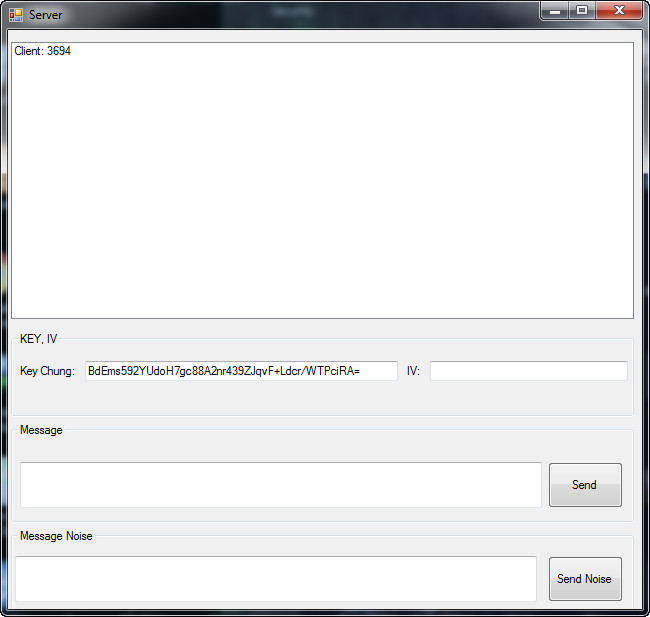 Server
Client: 3694
KEY, IV
Key Chung: BdEms592YUdoH7gc88A2nr439ZJqvF+Ldcr/WTPciRA= IV:
Message
Send
Message Noise
Send Noise